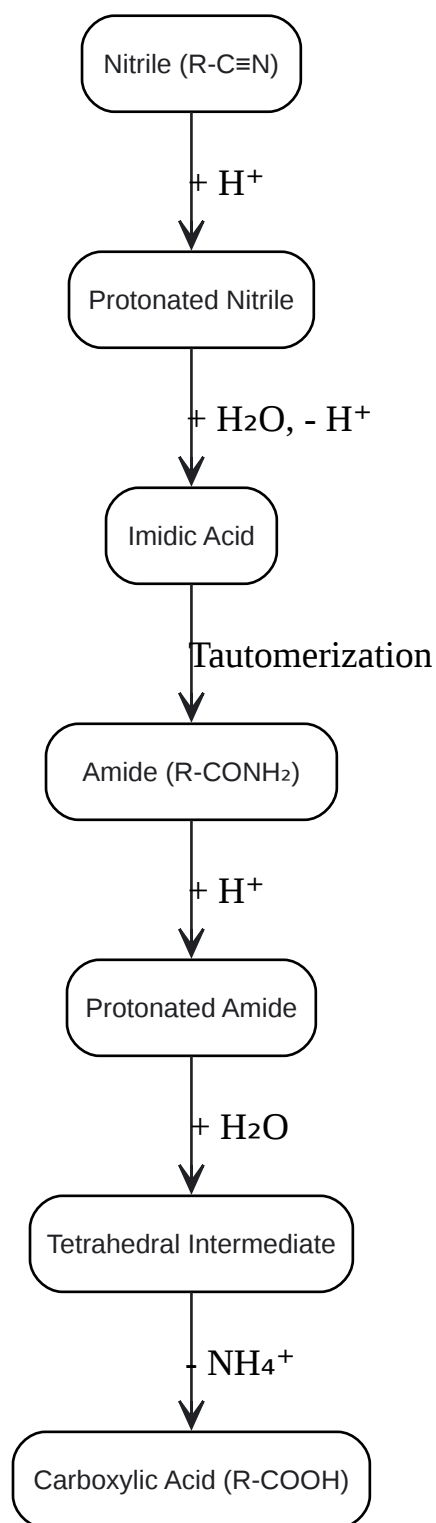 Nitrile (R-C≡N)
+ H⁺
Protonated Nitrile
+ H₂O, - H⁺
Imidic Acid
Tautomerization
Amide (R-CONH₂)
+ H⁺
Protonated Amide
+ H₂O
Tetrahedral Intermediate
- NH₄⁺
Carboxylic Acid (R-COOH)